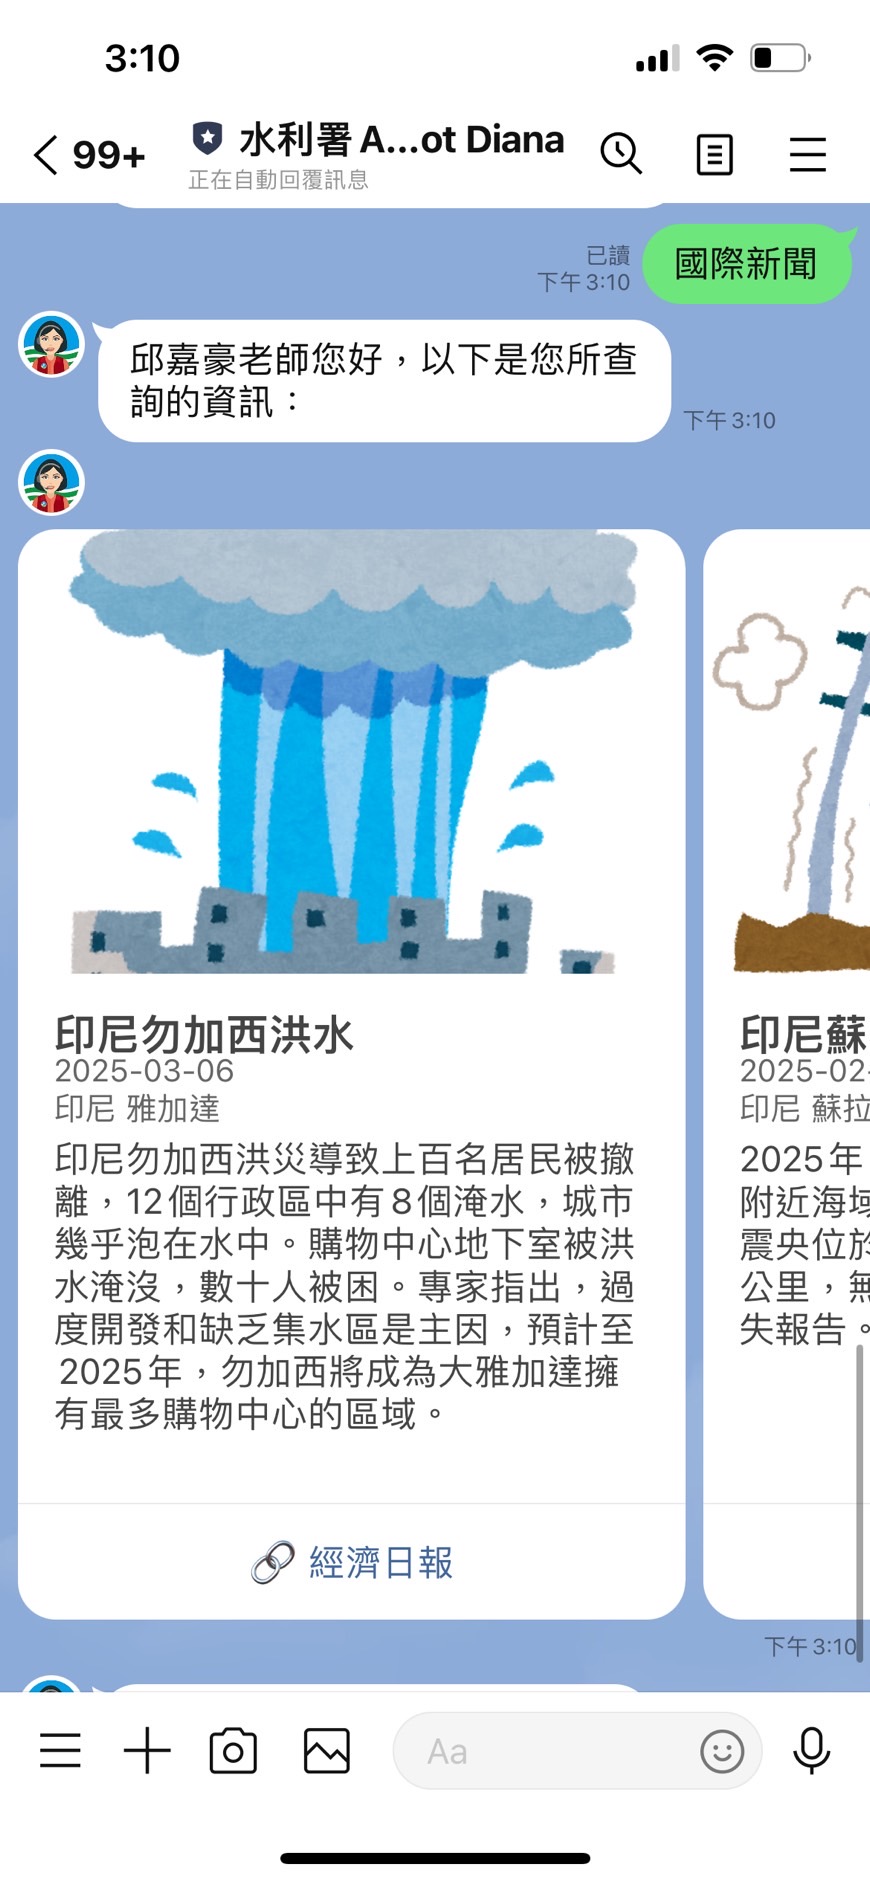 3:10
99+
水利署 A...ot Diana
正在自動回覆訊息
已讀
下午 3:10
國際新聞
邱嘉豪老師您好，以下是您所查
詢的資訊：
下午 3:10
印尼勿加西洪水
2025-03-06
印尼 雅加達
印尼勿加西洪災導致上百名居民被撤
離，12個行政區中有8個淹水，城市
幾乎泡在水中。購物中心地下室被洪
水淹沒，數十人被困。專家指出，過
度開發和缺乏集水區是主因，預計至
2025年，勿加西將成為大雅加達擁
有最多購物中心的區域。
經濟日報
印尼蘇
2025-02-
印尼 蘇拉
2025年
附近海域
震央位於
公里，無
失報告。
下午 3:10
Aa